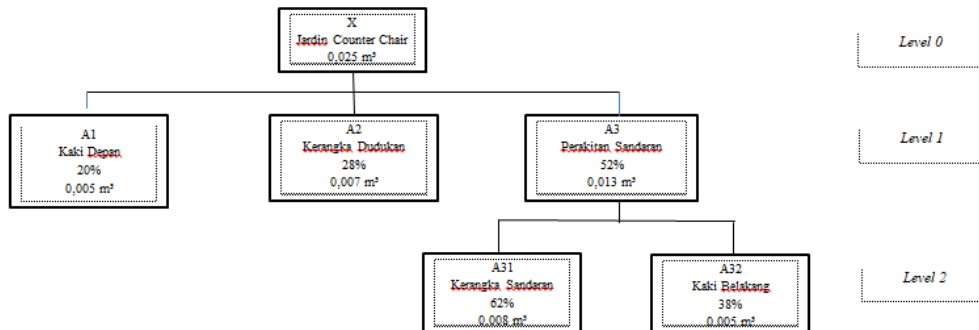 X
Jardin Counter Chair
0,025 m³
Level 0
A1
Kaki Depan
20%
0,005 m³
A2
Kerangka Dudukan
28%
0,007 m³
A3
Perakitan Sandaran
52%
0,013 m³
Level 1
A31
Kerangka Sandaran
62%
0,008 m³
A32
Kaki Belakang
38%
0,005 m³
Level 2